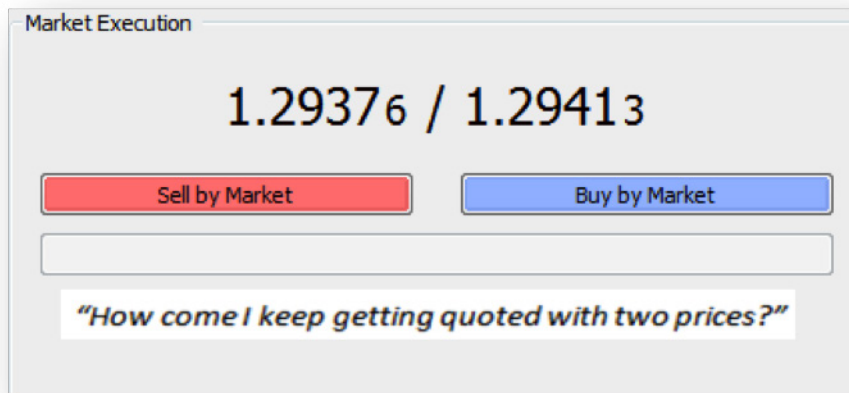 Market Execution
1.29376 / 1.29413
Sell by Market Buy by Market
“How come I keep getting quoted with two prices?”